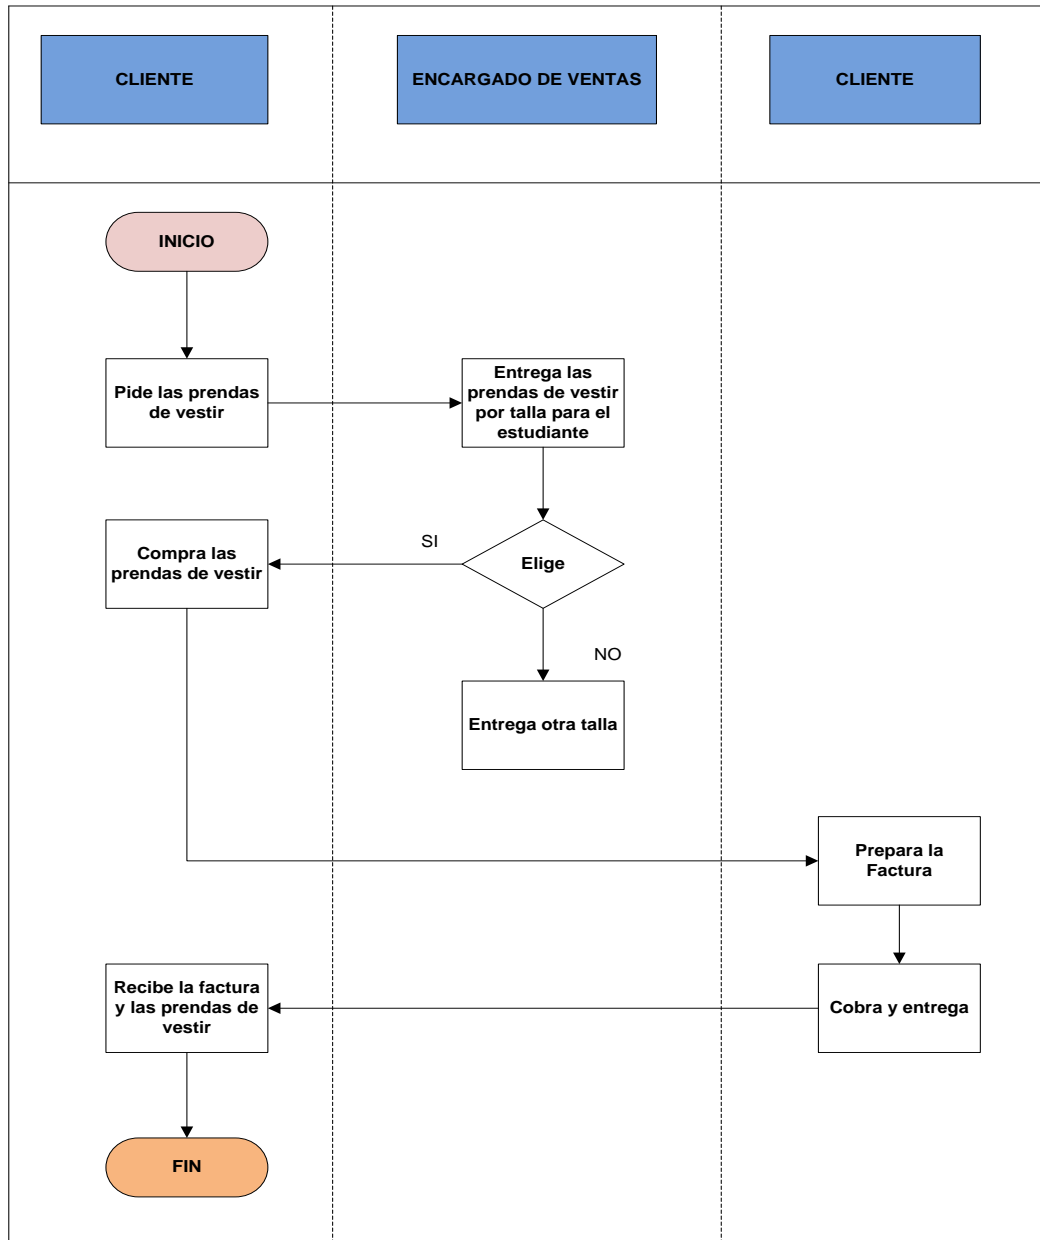 CLIENTE
ENCARGADO DE VENTAS
CLIENTE
INICIO
Pide las prendas
de vestir
Entrega las
prendas de vestir
por talla para el
estudiante
Compra las
prendas de vestir
SI
Elige
NO
Entrega otra talla
Prepara la
Factura
Recibe la factura
y las prendas de
vestir
Cobra y entrega
FIN